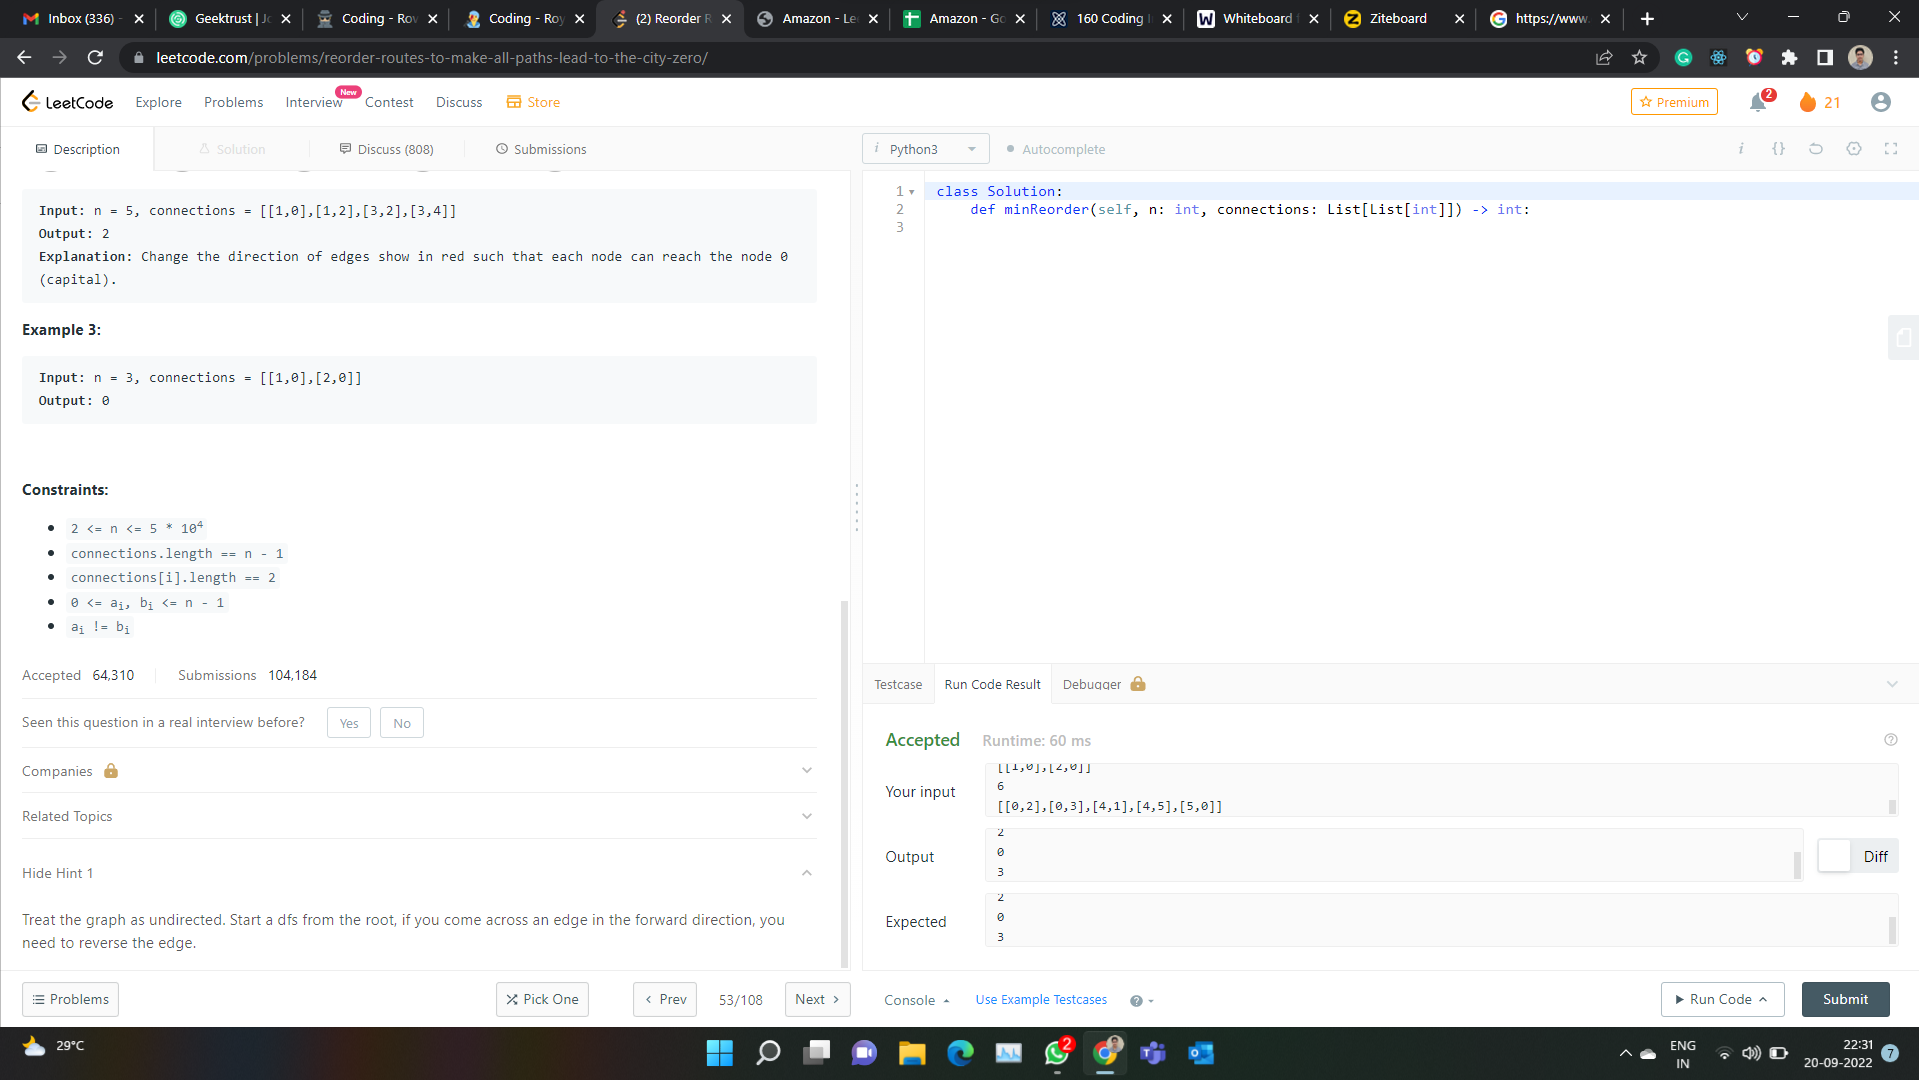 Inbox (336) -
Geektrust | Jo
Coding - Rov
Coding - Roy
(2) Reorder R
Amazon - Le
Amazon - Go
160 Coding I
Whiteboard f
Ziteboard
https://www.
leetcode.com/problems/reorder-routes-to-make-all-paths-lead-to-the-city-zero/
LeetCode
Explore
Problems
Interview
New
Contest
Discuss
Store
Premium
2
21
Description
Solution
Discuss (808)
Submissions
i Python3
Autocomplete
i {}
Input: n = 5, connections = [[1,0],[1,2],[3,2],[3,4]]
Output: 2
Explanation: Change the direction of edges show in red such that each node can reach the node 0
(capital).
Example 3:
Input: n = 3, connections = [[1,0],[2,0]]
Output: 0
Constraints:
2 <= n <= 5 * 10⁴
connections.length == n - 1
connections[i].length == 2
0 <= aᵢ, bᵢ <= n - 1
aᵢ != bᵢ
Accepted 64,310
Submissions 104,184
Seen this question in a real interview before?
Yes
No
Companies
Related Topics
Hide Hint 1
Treat the graph as undirected. Start a dfs from the root, if you come across an edge in the forward direction, you
need to reverse the edge.
Problems
Pick One
Prev
53/108
Next
1 class Solution:
2 def minReorder(self, n: int, connections: List[List[int]]) -> int:
3
Testcase
Run Code Result
Debugger
Accepted
Runtime: 60 ms
Your input
[[1,0],[2,0]]
6
[[0,2],[0,3],[4,1],[4,5],[5,0]]
Output
2
0
3
Diff
Expected
2
0
3
Console
Use Example Testcases
Run Code
Submit
29°C
2
ENG
IN
22:31
20-09-2022
7